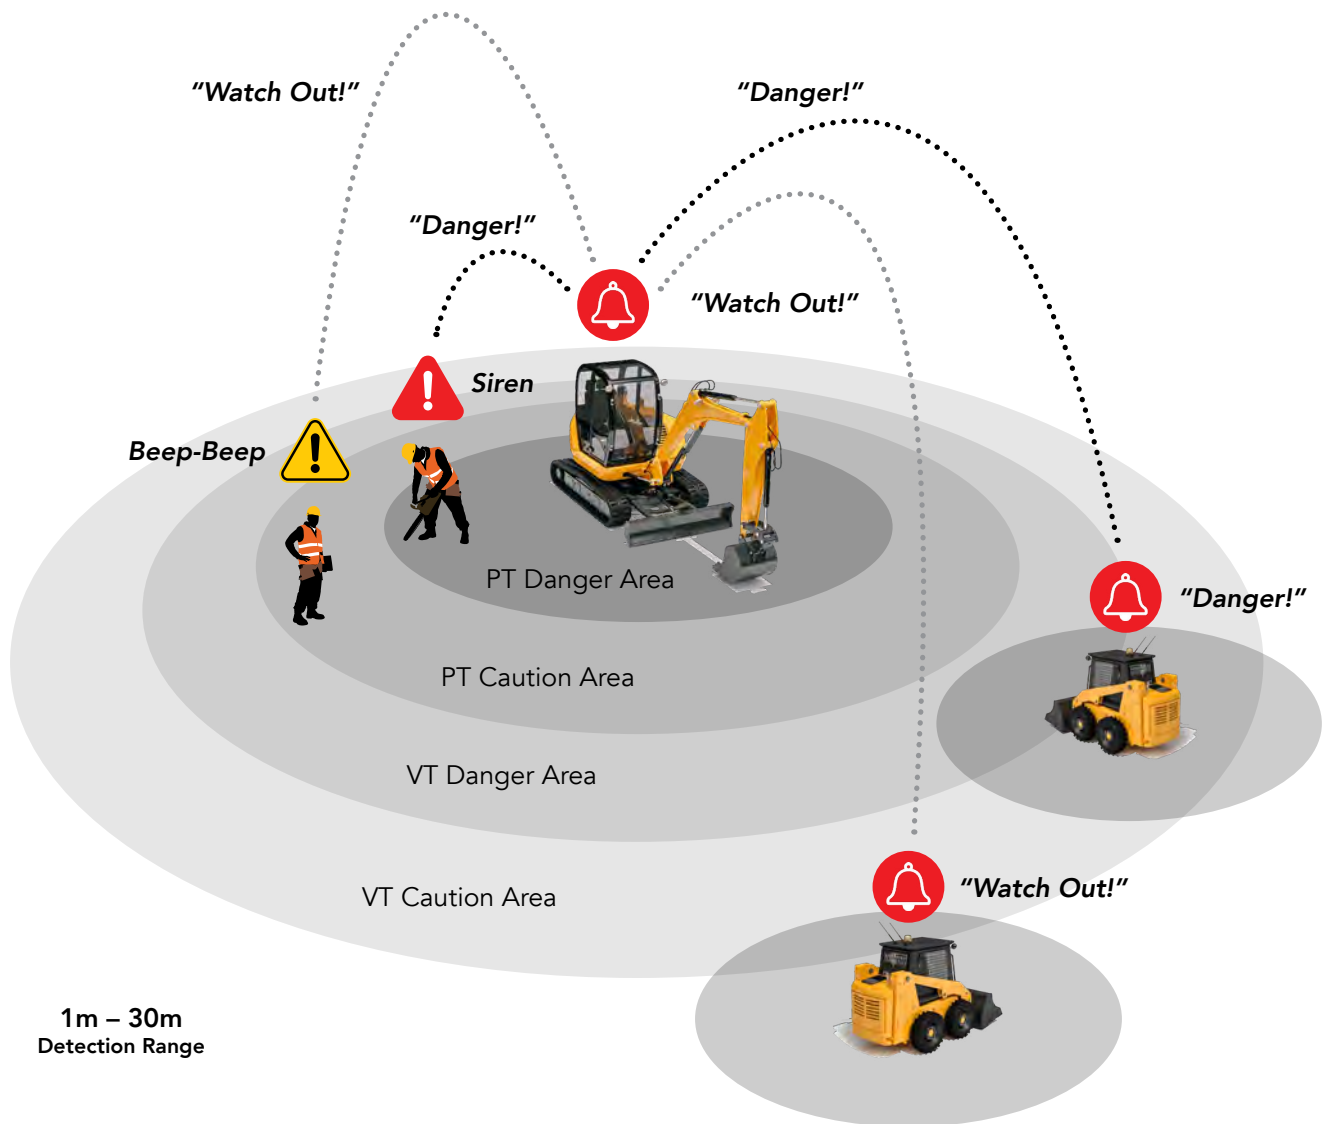 “Watch Out!”
“Danger!”
“Danger!”
“Watch Out!”
Siren
Beep-Beep
PT Danger Area
“Danger!”
PT Caution Area
VT Danger Area
VT Caution Area
“Watch Out!”
1m – 30m
Detection Range